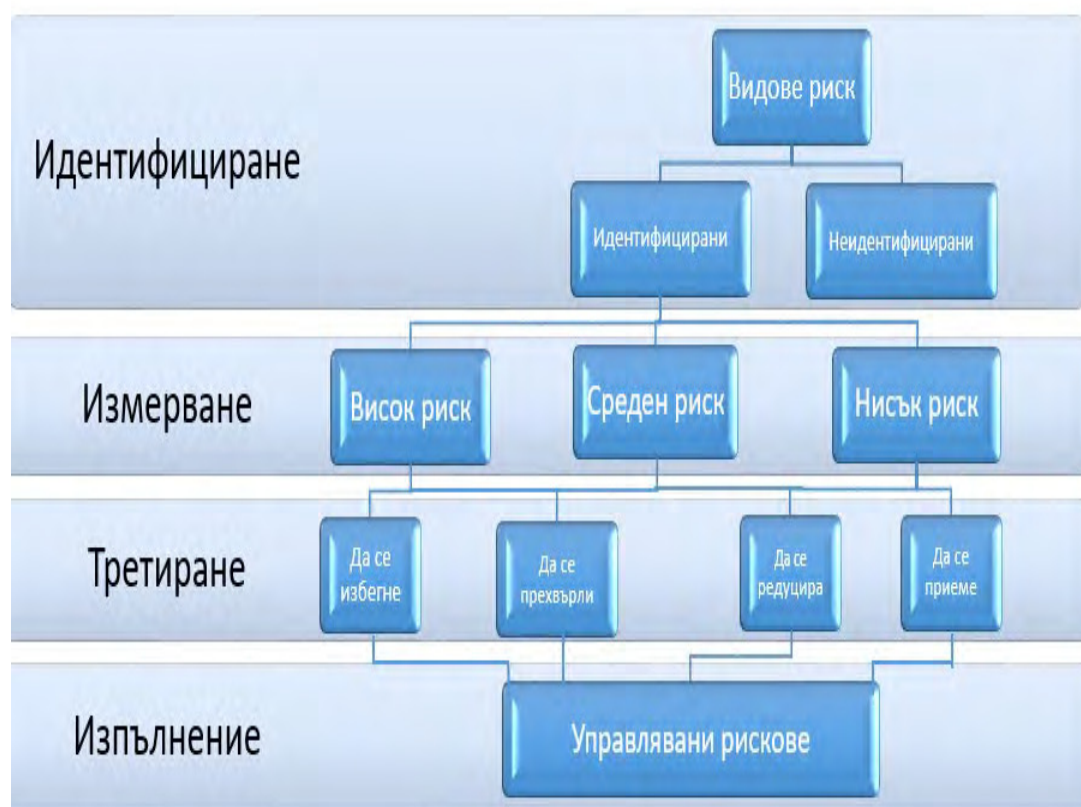 Видове риск
Идентифициране
Идентифицирани
Неидентифицирани
Измерване
Висок риск
Среден риск
Нисък риск
Третиране
Да се
избегне
Да се
прехвърли
Да се
редуцира
Да се
приеме
Изпълнение
Управлявани рискове